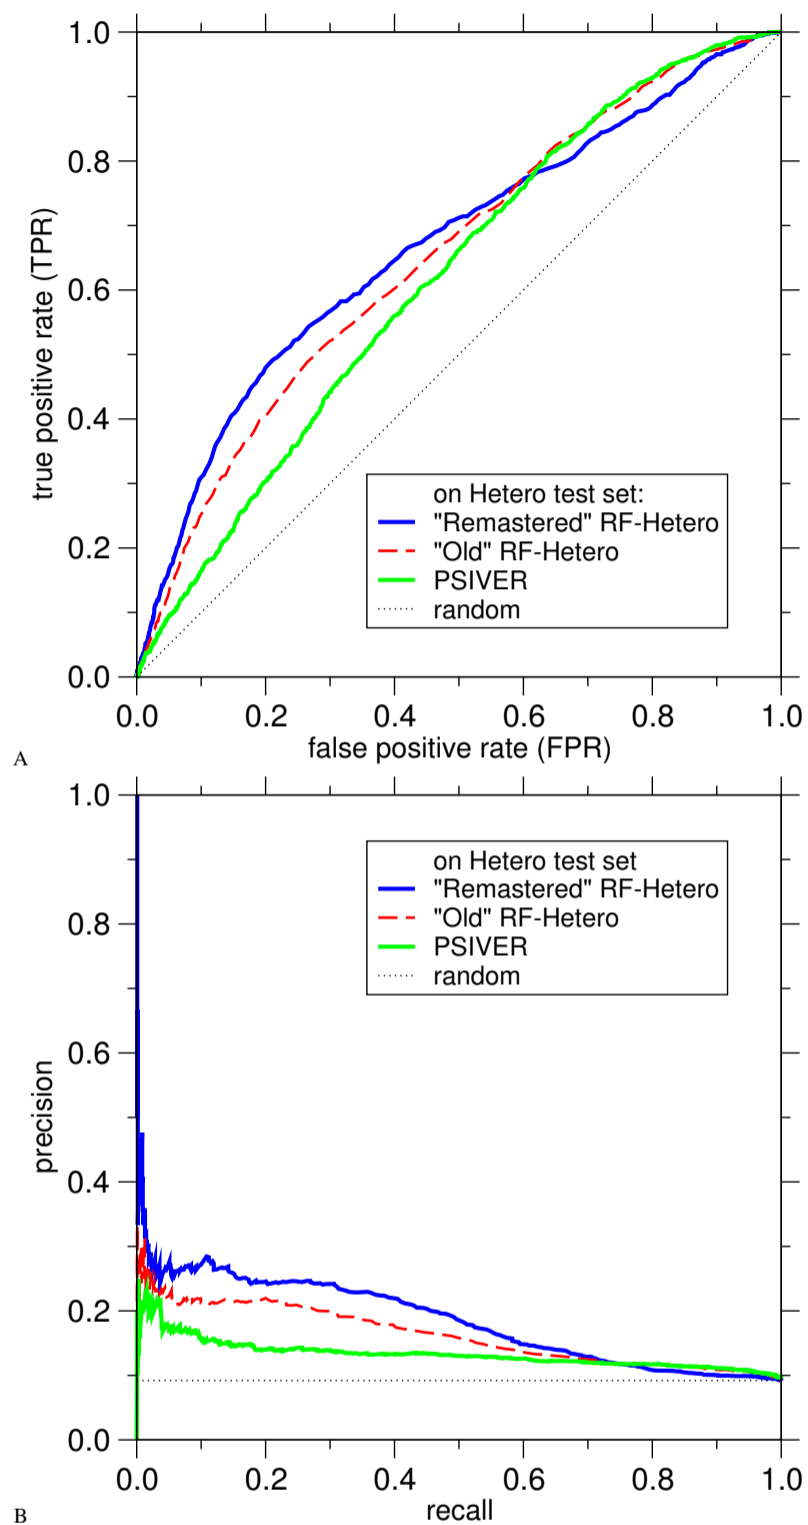 1.0
0.8
0.6
0.4
0.2
0.0
true positive rate (TPR)
on Hetero test set:
"Remastered" RF-Hetero
"Old" RF-Hetero
PSIVER
random
0.0 0.2 0.4 0.6 0.8 1.0
false positive rate (FPR)
A
1.0
0.8
0.6
0.4
0.2
0.0
precision
on Hetero test set
"Remastered" RF-Hetero
"Old" RF-Hetero
PSIVER
random
0.0 0.2 0.4 0.6 0.8 1.0
recall
B